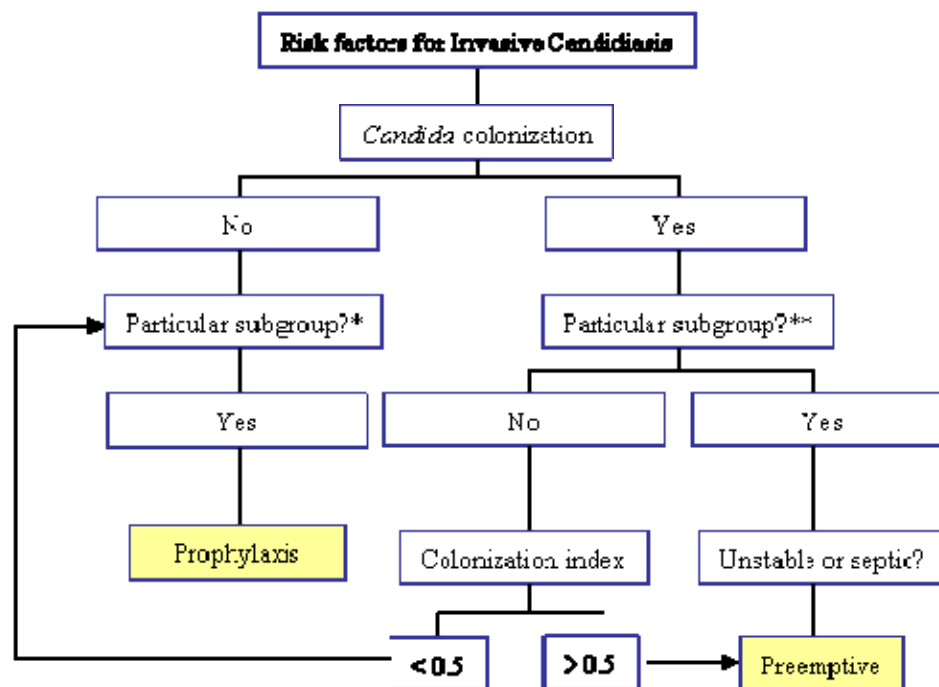 Risk factors for Invasive Candidiasis
Candida colonization
No
Yes
Particular subgroup?*
Particular subgroup?**
Yes
No
Yes
Prophylaxis
Colonization index
Unstable or septic?
< 0.5
> 0.5
Preemptive